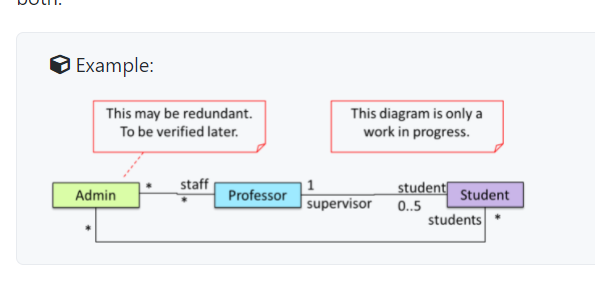 both.
Example:
This may be redundant.
To be verified later.
This diagram is only a
work in progress.
Admin
*
staff
*
Professor
1
supervisor
student
0..5
Student
*
students
*